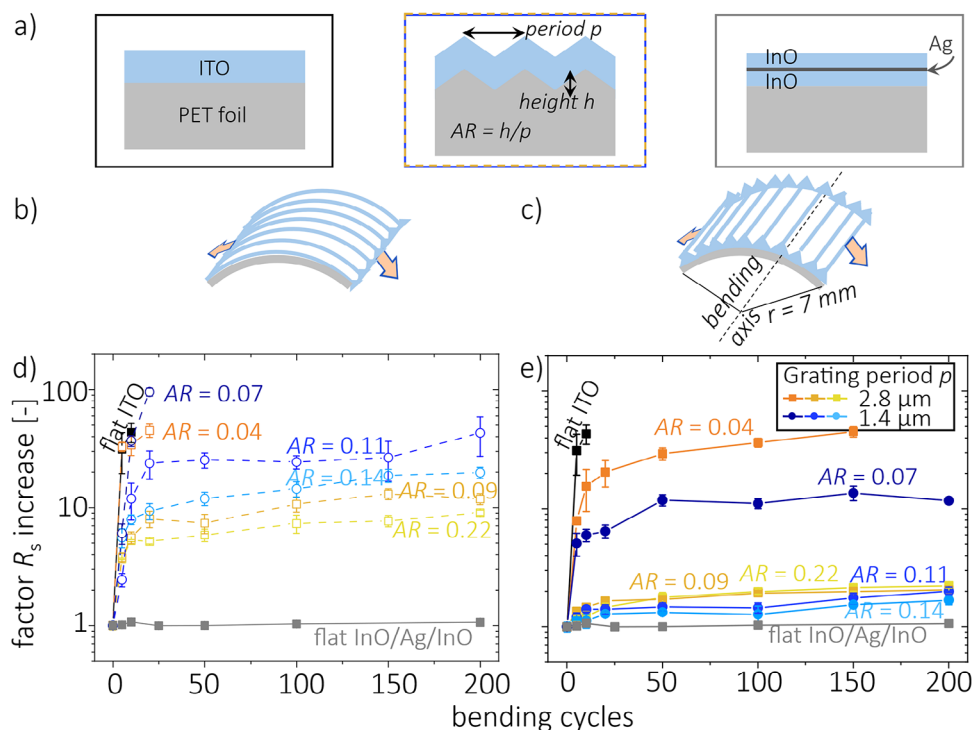 a)
ITO
PET foil
period p
height h
AR = h/p
InO
InO
Ag
b)
c)
bending
axis
r = 7 mm
d)
factor Rs increase [-]
100
10
1
flat ITO
AR = 0.07
AR = 0.04
AR = 0.11
AR = 0.14
AR = 0.09
AR = 0.22
flat InO/Ag/InO
0
50
100
150
200
e)
flat ITO
Grating period p
2.8 µm
1.4 µm
AR = 0.04
AR = 0.07
AR = 0.09
AR = 0.22
AR = 0.11
AR = 0.14
flat InO/Ag/InO
0
50
100
150
200
bending cycles